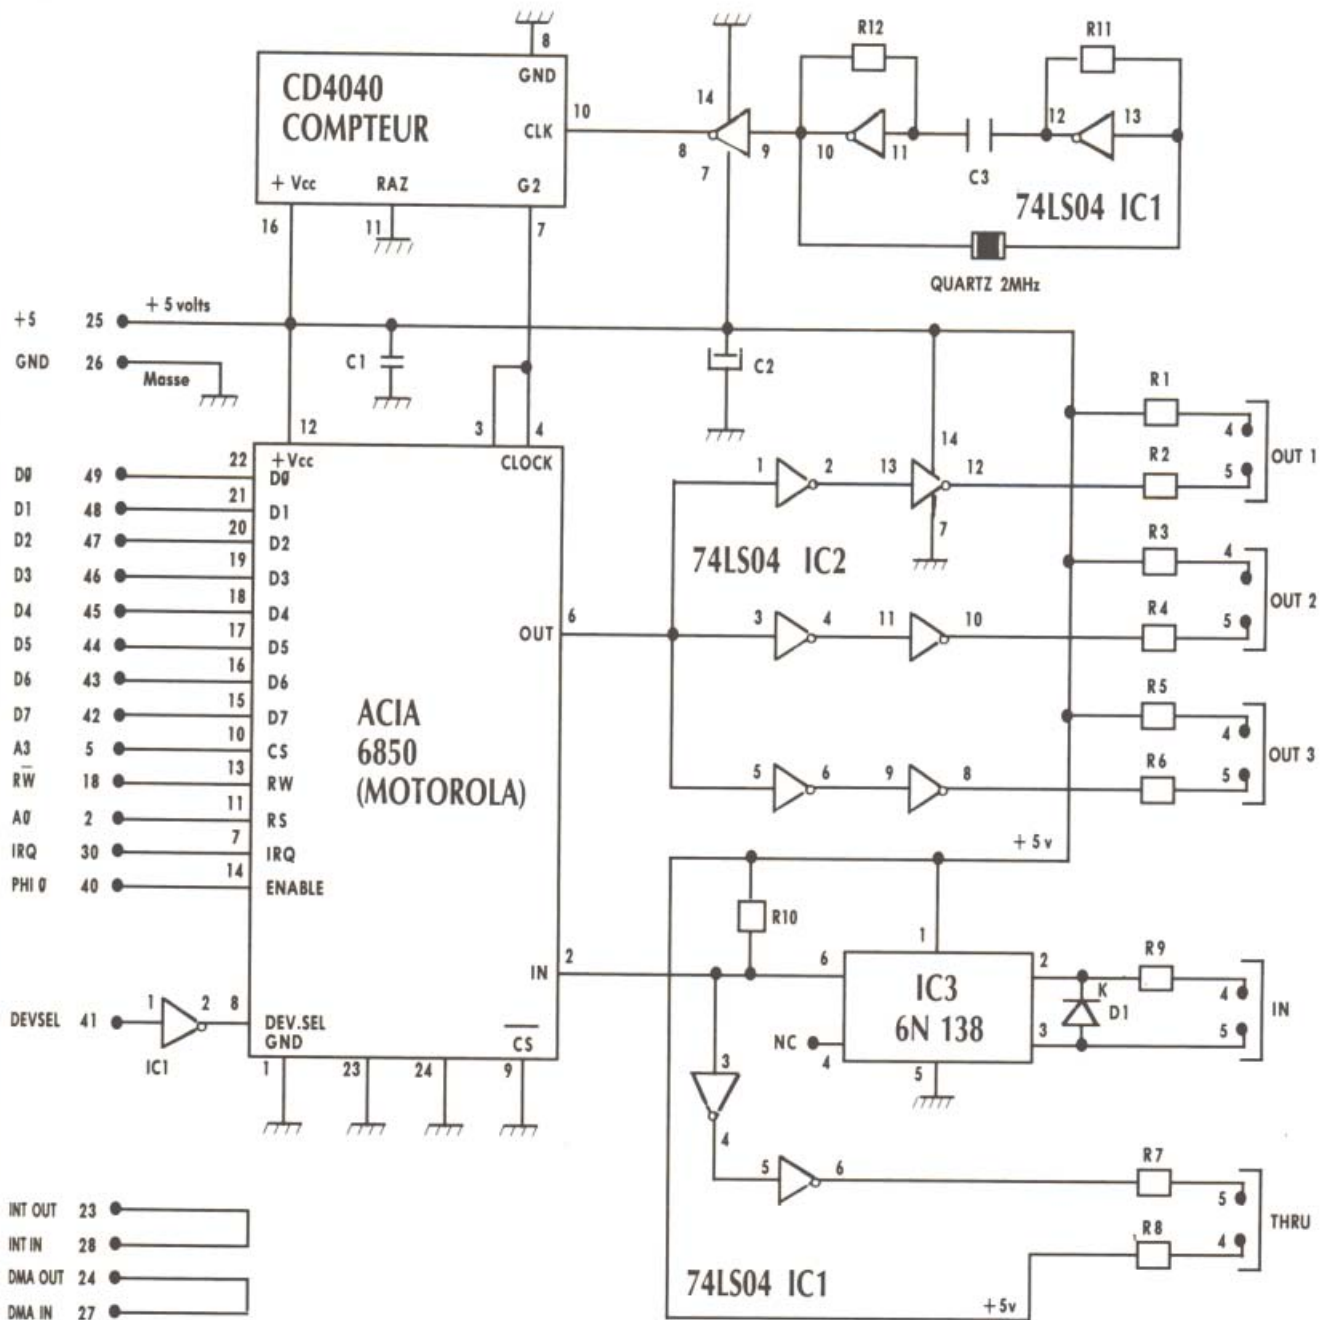 8
GND
CD4040
COMPTEUR
CLK
10
+ Vcc
RAZ
G2
16
11
7
14
8
9
7
R12
R11
10
11
12
13
C3
74LS04 IC1
QUARTZ 2MHz
+5 25
+ 5 volts
GND 26
Masse
C1
C2
12
3
4
+Vcc
CLOCK
D0 49 22 D0
D1 48 21 D1
D2 47 20 D2
D3 46 19 D3
D4 45 18 D4
D5 44 17 D5
D6 43 16 D6
D7 42 15 D7
A3 5 10 CS
R̅W̅ 18 13 RW
A0 2 11 RS
IRQ 30 7 IRQ
PHI 0 40 14 ENABLE
ACIA
6850
(MOTOROLA)
OUT 6
IN 2
DEVSEL 41 1 2 8 DEV.SEL
IC1
GND
C̅S̅
1
23
24
9
1 2 13 12
14
7
74LS04 IC2
3 4 11 10
5 6 9 8
R1
4
R2
5
OUT 1
R3
4
R4
5
OUT 2
R5
4
R6
5
OUT 3
+ 5v
R10
1
6
IC3
6N 138
2
3
NC
4
5
K
D1
R9
4
5
IN
3
4
5 6
R7
5
R8
4
THRU
74LS04 IC1
+5v
INT OUT 23
INT IN 28
DMA OUT 24
DMA IN 27